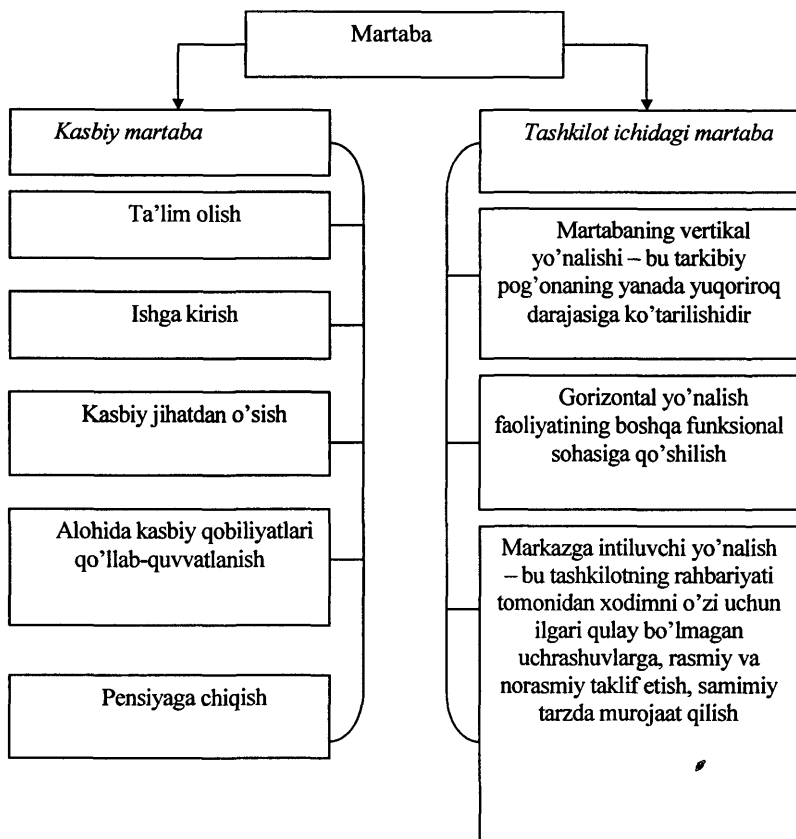 Martaba
Kasbiy martaba
Ta’lim olish
Ishga kirish
Kasbiy jihatdan o’sish
Alohida kasbiy qobiliyatlari
qo’llab-quvvatlanish
Pensiyaga chiqish
Tashkilot ichidagi martaba
Martabaning vertikal
yo’nalishi – bu tarkibiy
pog’onaning yanada yuqoriroq
darajasiga ko’tarilishidir
Gorizontal yo’nalish
faoliyatining boshqa funksional
sohasiga qo’shilish
Markazga intiluvchi yo’nalish
– bu tashkilotning rahbariyati
tomonidan xodimni o’zi uchun
ilgari qulay bo’lmagan
uchrashuvlarga, rasmiy va
norasmiy taklif etish, samimiy
tarzda murojaat qilish